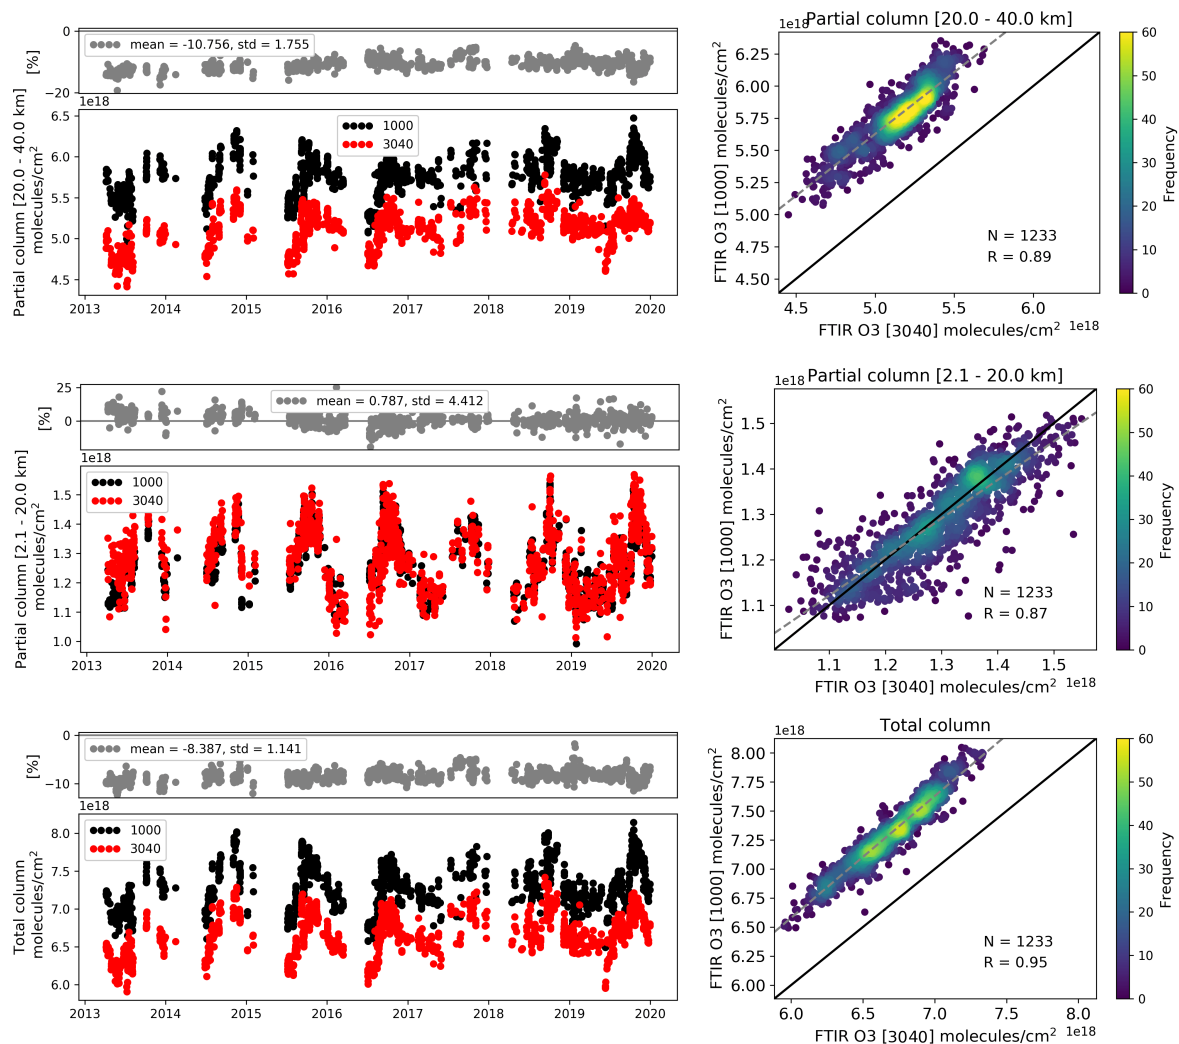 0
−20
[%]
mean = -10.756, std = 1.755
1e18
6.5
6.0
5.5
5.0
4.5
Partial column [20.0 - 40.0 km]
molecules/cm2
1000
3040
2013 2014 2015 2016 2017 2018 2019 2020
1e18
Partial column [20.0 - 40.0 km]
6.25
6.00
5.75
5.50
5.25
5.00
4.75
4.50
FTIR O3 [1000] molecules/cm2
N = 1233
R = 0.89
4.5 5.0 5.5 6.0
FTIR O3 [3040] molecules/cm2 1e18
60
50
40
30
20
10
0
Frequency
25
0
[%]
mean = 0.787, std = 4.412
1e18
1.5
1.4
1.3
1.2
1.1
1.0
Partial column [2.1 - 20.0 km]
molecules/cm2
1000
3040
2013 2014 2015 2016 2017 2018 2019 2020
1e18
Partial column [2.1 - 20.0 km]
1.5
1.4
1.3
1.2
1.1
FTIR O3 [1000] molecules/cm2
N = 1233
R = 0.87
1.1 1.2 1.3 1.4 1.5
FTIR O3 [3040] molecules/cm2 1e18
60
50
40
30
20
10
0
Frequency
0
−10
[%]
mean = -8.387, std = 1.141
1e18
8.0
7.5
7.0
6.5
6.0
Total column
molecules/cm2
1000
3040
2013 2014 2015 2016 2017 2018 2019 2020
1e18
Total column
8.00
7.75
7.50
7.25
7.00
6.75
6.50
6.25
6.00
FTIR O3 [1000] molecules/cm2
N = 1233
R = 0.95
6.0 6.5 7.0 7.5 8.0
FTIR O3 [3040] molecules/cm2 1e18
60
50
40
30
20
10
0
Frequency